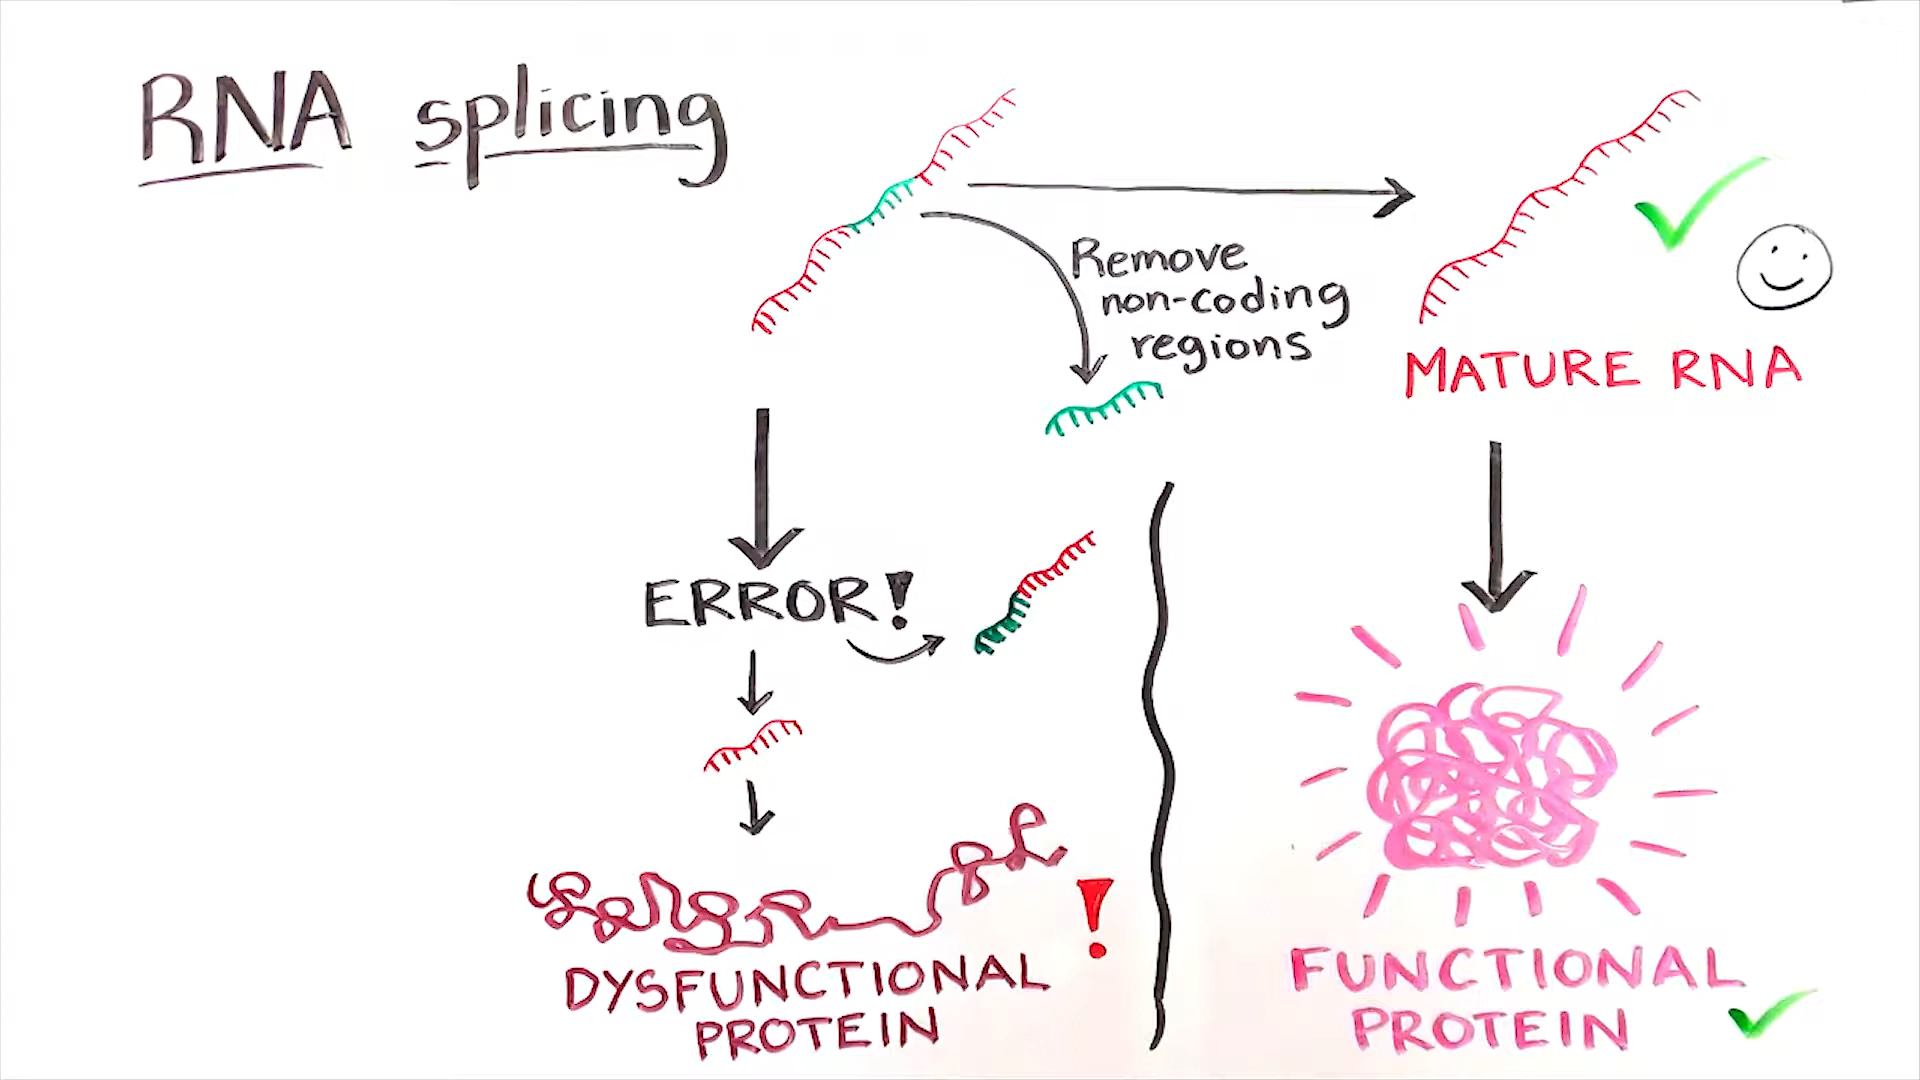 RNA splicing
Remove
non-coding
regions
MATURE RNA
ERROR!
!
DYSFUNCTIONAL
PROTEIN
FUNCTIONAL
PROTEIN